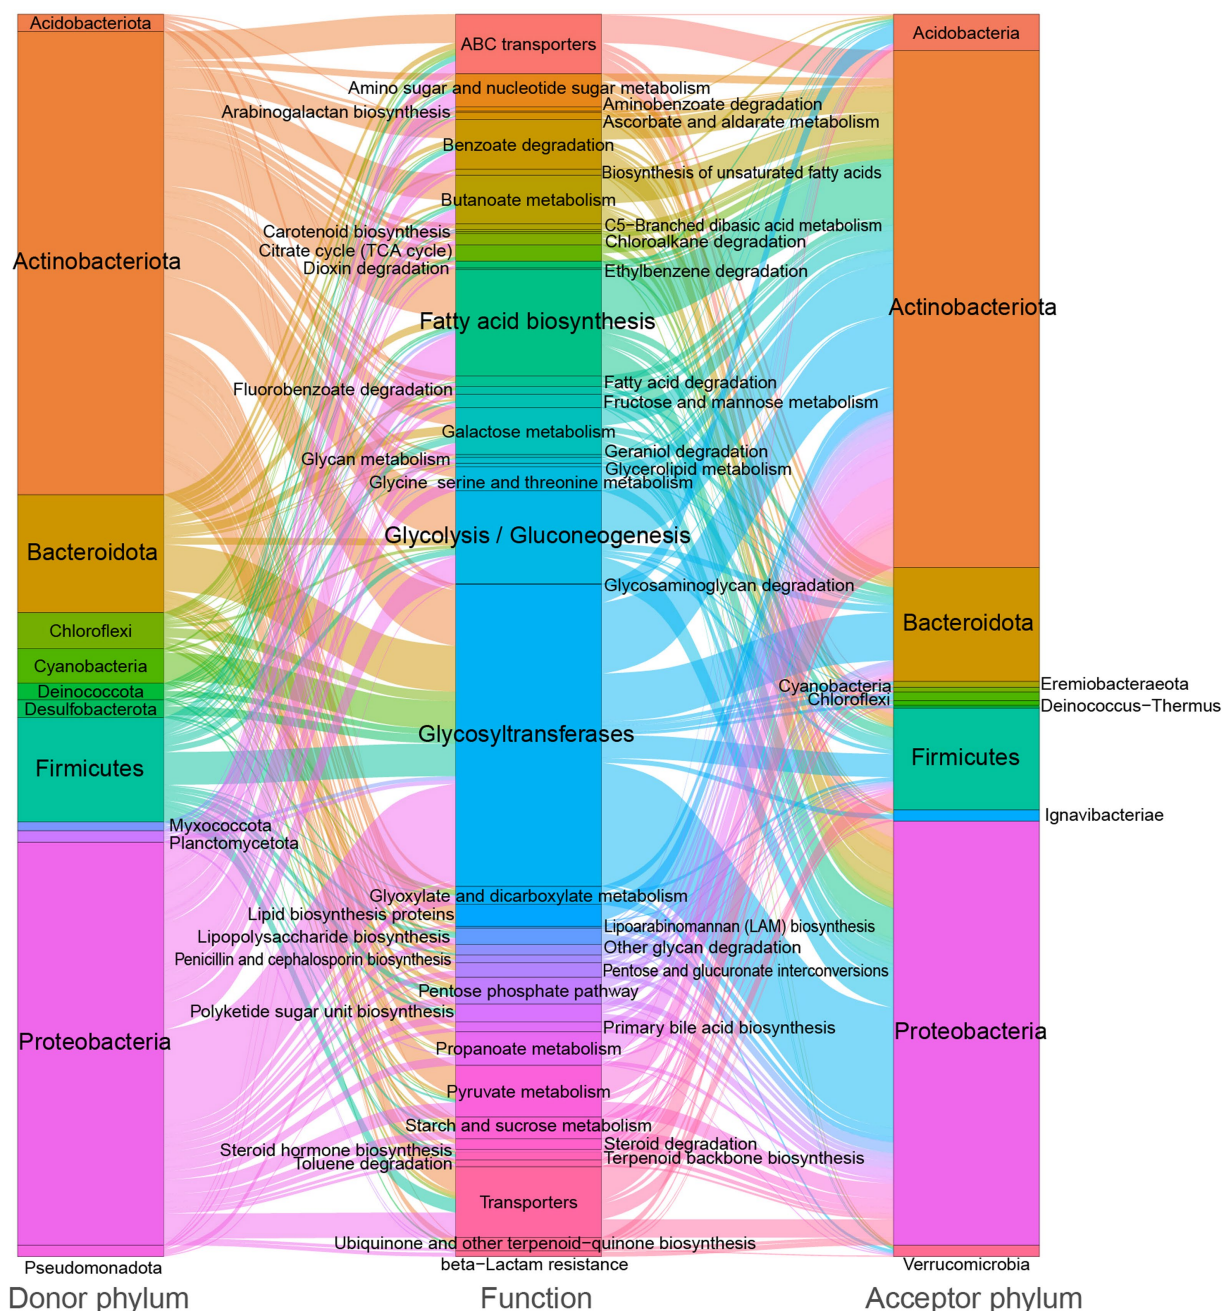 Acidobacteriota
Actinobacteriota
Bacteroidota
Chloroflexi
Cyanobacteria
Deinococcota
Desulfobacterota
Firmicutes
Myxococcota
Planctomycetota
Proteobacteria
Pseudomonadota
Donor phylum
ABC transporters
Amino sugar and nucleotide sugar metabolism
Aminobenzoate degradation
Arabinogalactan biosynthesis
Ascorbate and aldarate metabolism
Benzoate degradation
Biosynthesis of unsaturated fatty acids
Butanoate metabolism
C5−Branched dibasic acid metabolism
Carotenoid biosynthesis
Chloroalkane degradation
Citrate cycle (TCA cycle)
Dioxin degradation
Ethylbenzene degradation
Fatty acid biosynthesis
Fatty acid degradation
Fluorobenzoate degradation
Fructose and mannose metabolism
Galactose metabolism
Geraniol degradation
Glycan metabolism
Glycerolipid metabolism
Glycine  serine and threonine metabolism
Glycolysis / Gluconeogenesis
Glycosaminoglycan degradation
Glycosyltransferases
Glyoxylate and dicarboxylate metabolism
Lipid biosynthesis proteins
Lipoarabinomannan (LAM) biosynthesis
Lipopolysaccharide biosynthesis
Other glycan degradation
Penicillin and cephalosporin biosynthesis
Pentose and glucuronate interconversions
Pentose phosphate pathway
Polyketide sugar unit biosynthesis
Primary bile acid biosynthesis
Propanoate metabolism
Pyruvate metabolism
Starch and sucrose metabolism
Steroid degradation
Steroid hormone biosynthesis
Terpenoid backbone biosynthesis
Toluene degradation
Transporters
Ubiquinone and other terpenoid−quinone biosynthesis
beta−Lactam resistance
Function
Acidobacteria
Actinobacteriota
Bacteroidota
Cyanobacteria
Eremiobacteraeota
Chloroflexi
Deinococcus−Thermus
Firmicutes
Ignavibacteriae
Proteobacteria
Verrucomicrobia
Acceptor phylum